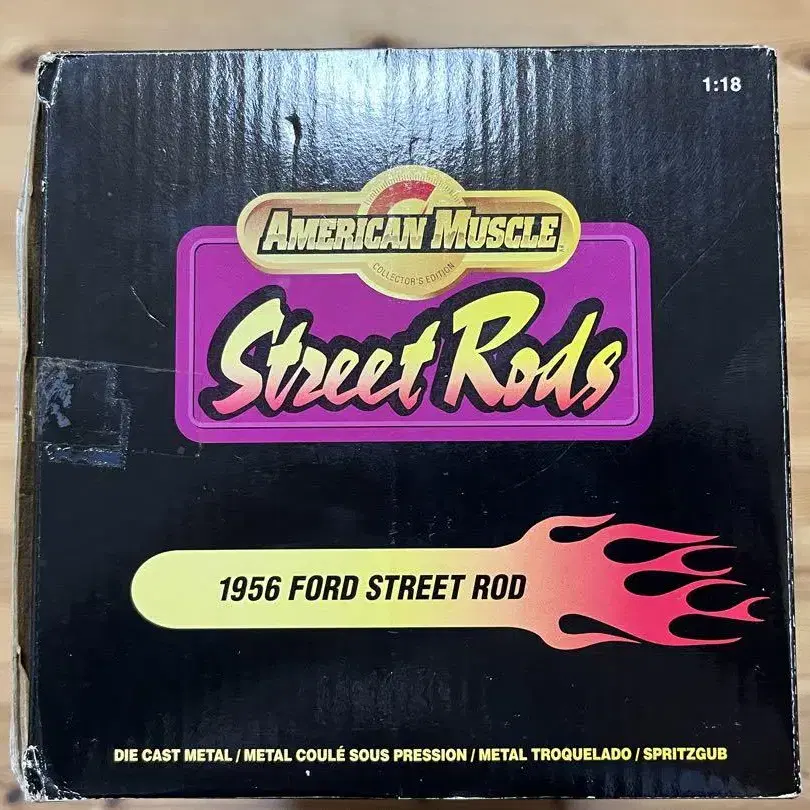 1:18
AMERICAN MUSCLE
COLLECTOR'S EDITION
Street Rods
1956 FORD STREET ROD
DIE CAST METAL / METAL COULÉ SOUS PRESSION / METAL TROQUELADO / SPRITZGUB